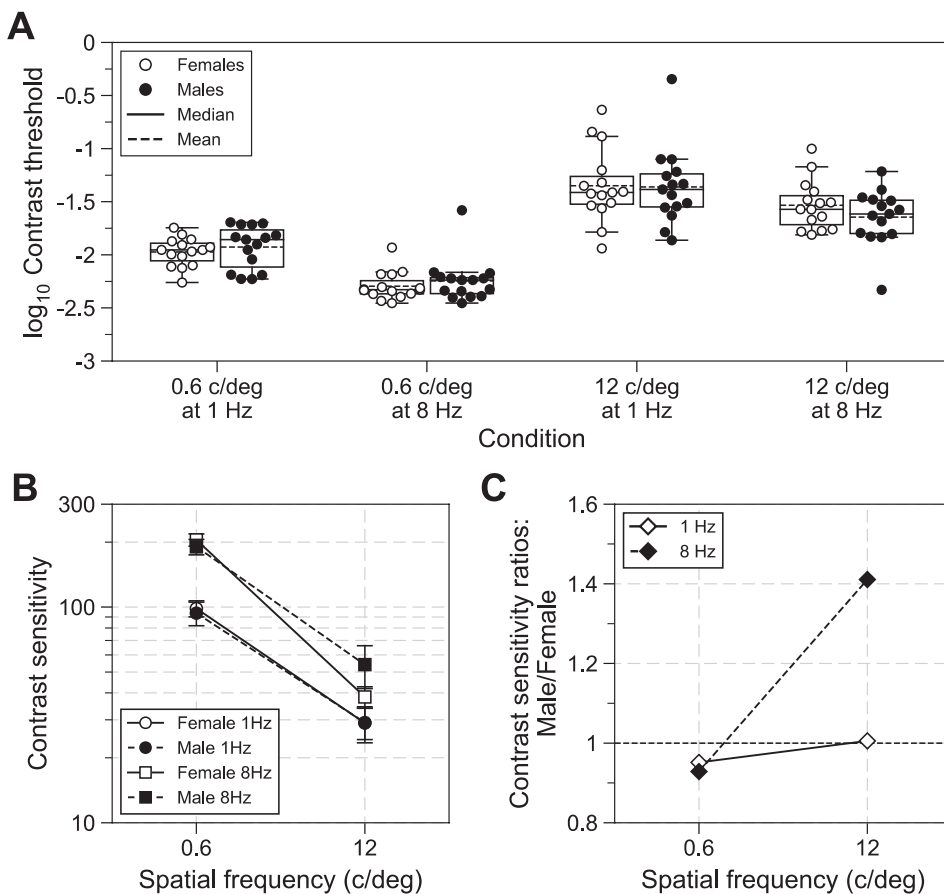 A
log10 Contrast threshold
0
-0.5
-1
-1.5
-2
-2.5
-3
Females
Males
Median
Mean
0.6 c/deg
at 1 Hz
0.6 c/deg
at 8 Hz
12 c/deg
at 1 Hz
12 c/deg
at 8 Hz
Condition
B
Contrast sensitivity
300
100
10
Female 1Hz
Male 1Hz
Female 8Hz
Male 8Hz
0.6
12
Spatial frequency (c/deg)
C
Contrast sensitivity ratios:
Male/Female
1.6
1.4
1.2
1
0.8
1 Hz
8 Hz
0.6
12
Spatial frequency (c/deg)